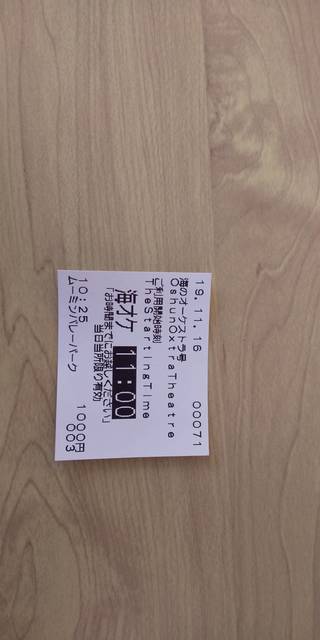 19.11.16 00071
海のオーケストラ号
OshunOxtraTheatre
ご利用開始時刻
TheStartingTime
海オケ 11:00
「お時間までにお越しください」
当日当所限り有効
10:25 1000円
ムーミンバレーパーク 003